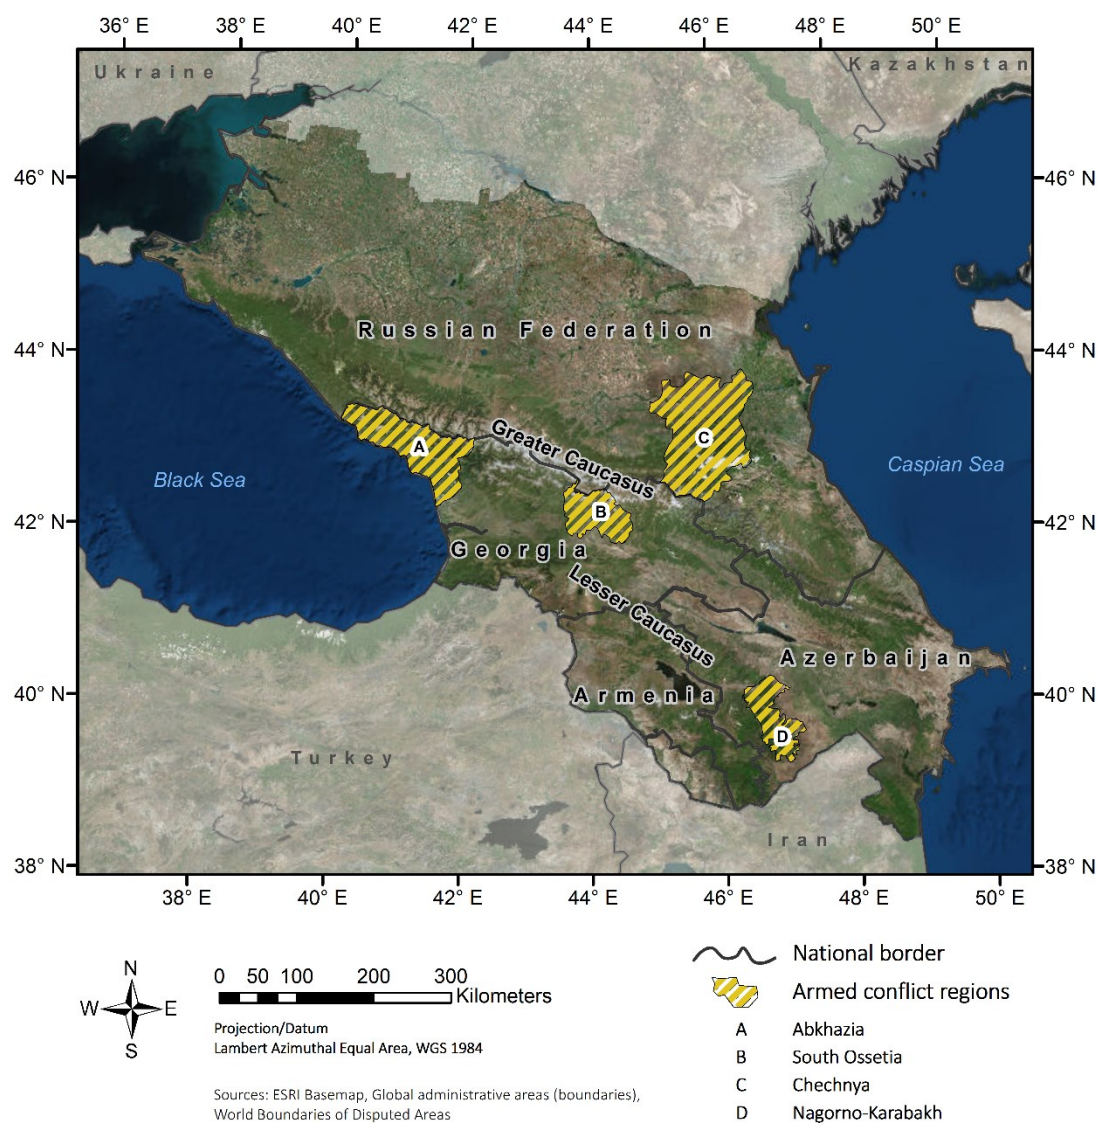 36° E 38° E 40° E 42° E 44° E 46° E 48° E 50° E
Ukraine
Kazakhstan
46° N 46° N
Russian Federation
44° N 44° N
Greater Caucasus
A
C
Black Sea
Caspian Sea
B
42° N 42° N
Georgia
Lesser Caucasus
Azerbaijan
40° N 40° N
Armenia
D
Turkey
Iran
38° N 38° N
38° E 40° E 42° E 44° E 46° E 48° E 50° E
N
W E
S
0 50 100 200 300
Kilometers
Projection/Datum
Lambert Azimuthal Equal Area, WGS 1984
Sources: ESRI Basemap, Global administrative areas (boundaries),
World Boundaries of Disputed Areas
National border
Armed conflict regions
A Abkhazia
B South Ossetia
C Chechnya
D Nagorno-Karabakh